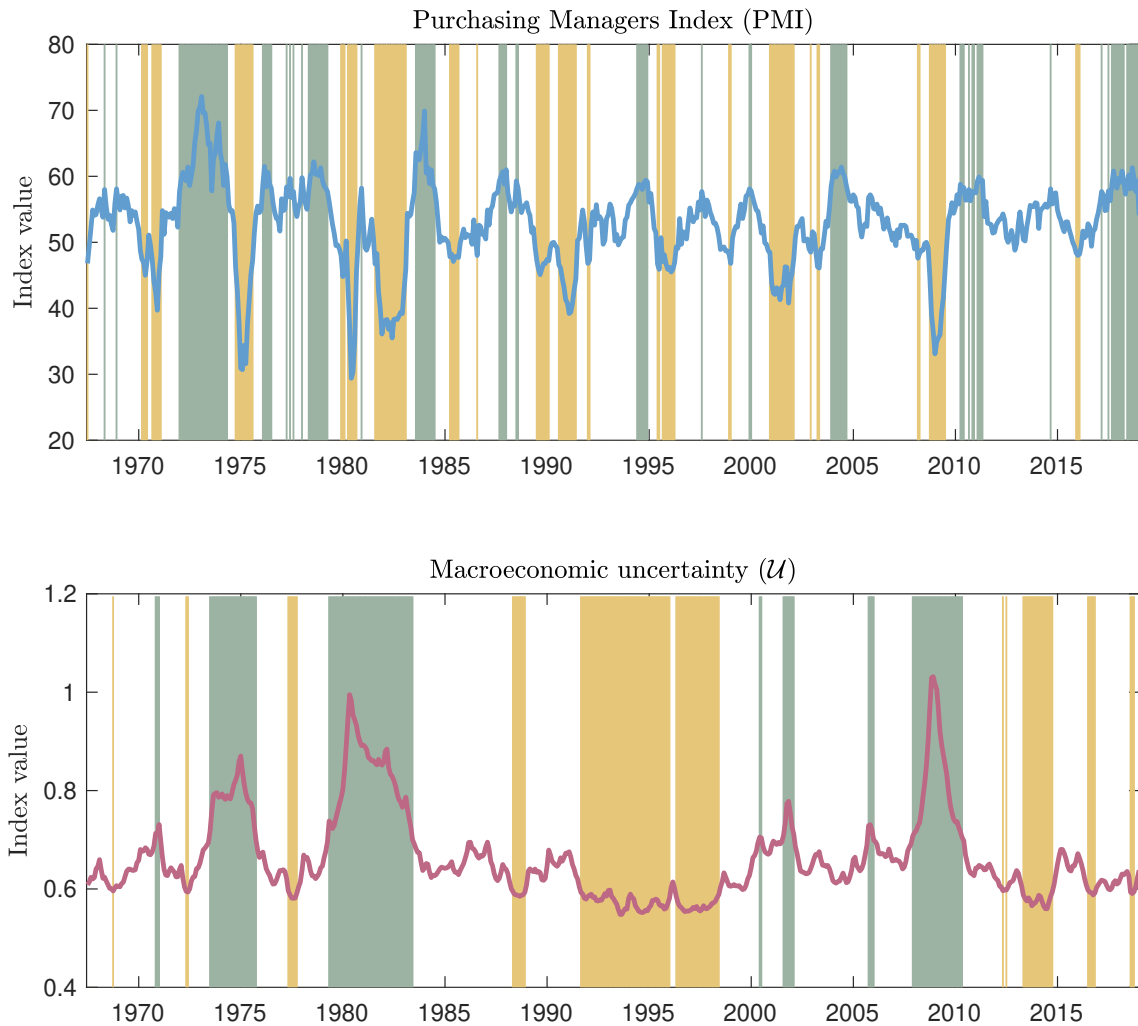 Purchasing Managers Index (PMI)
80
70
60
50
40
30
20
Index value
1970 1975 1980 1985 1990 1995 2000 2005 2010 2015
Macroeconomic uncertainty (𝒰)
1.2
1
0.8
0.6
0.4
Index value
1970 1975 1980 1985 1990 1995 2000 2005 2010 2015